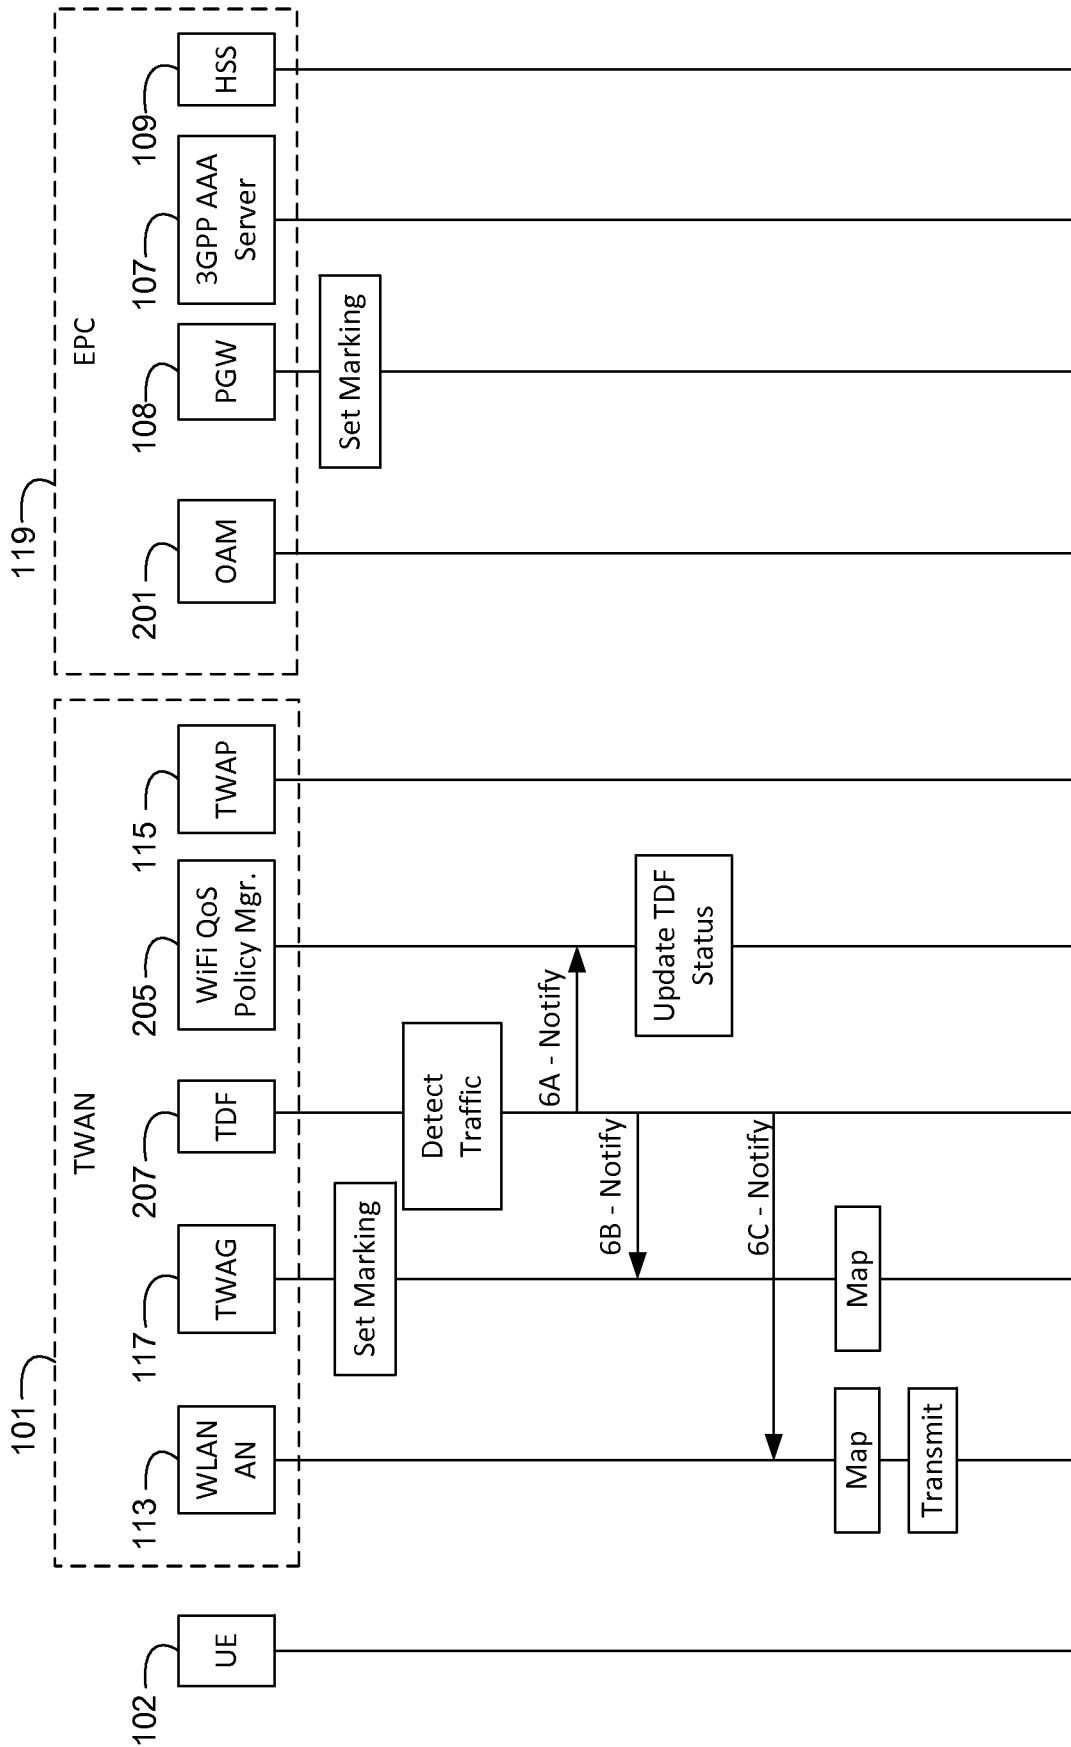 101
119
TWAN
EPC
102
113
117
207
205
115
201
108
107
109
UE
WLAN
AN
TWAG
TDF
WiFi QoS
Policy Mgr.
TWAP
OAM
PGW
3GPP AAA
Server
HSS
Set Marking
Set Marking
Detect
Traffic
6A - Notify
6B - Notify
Update TDF
Status
6C - Notify
Map
Map
Transmit